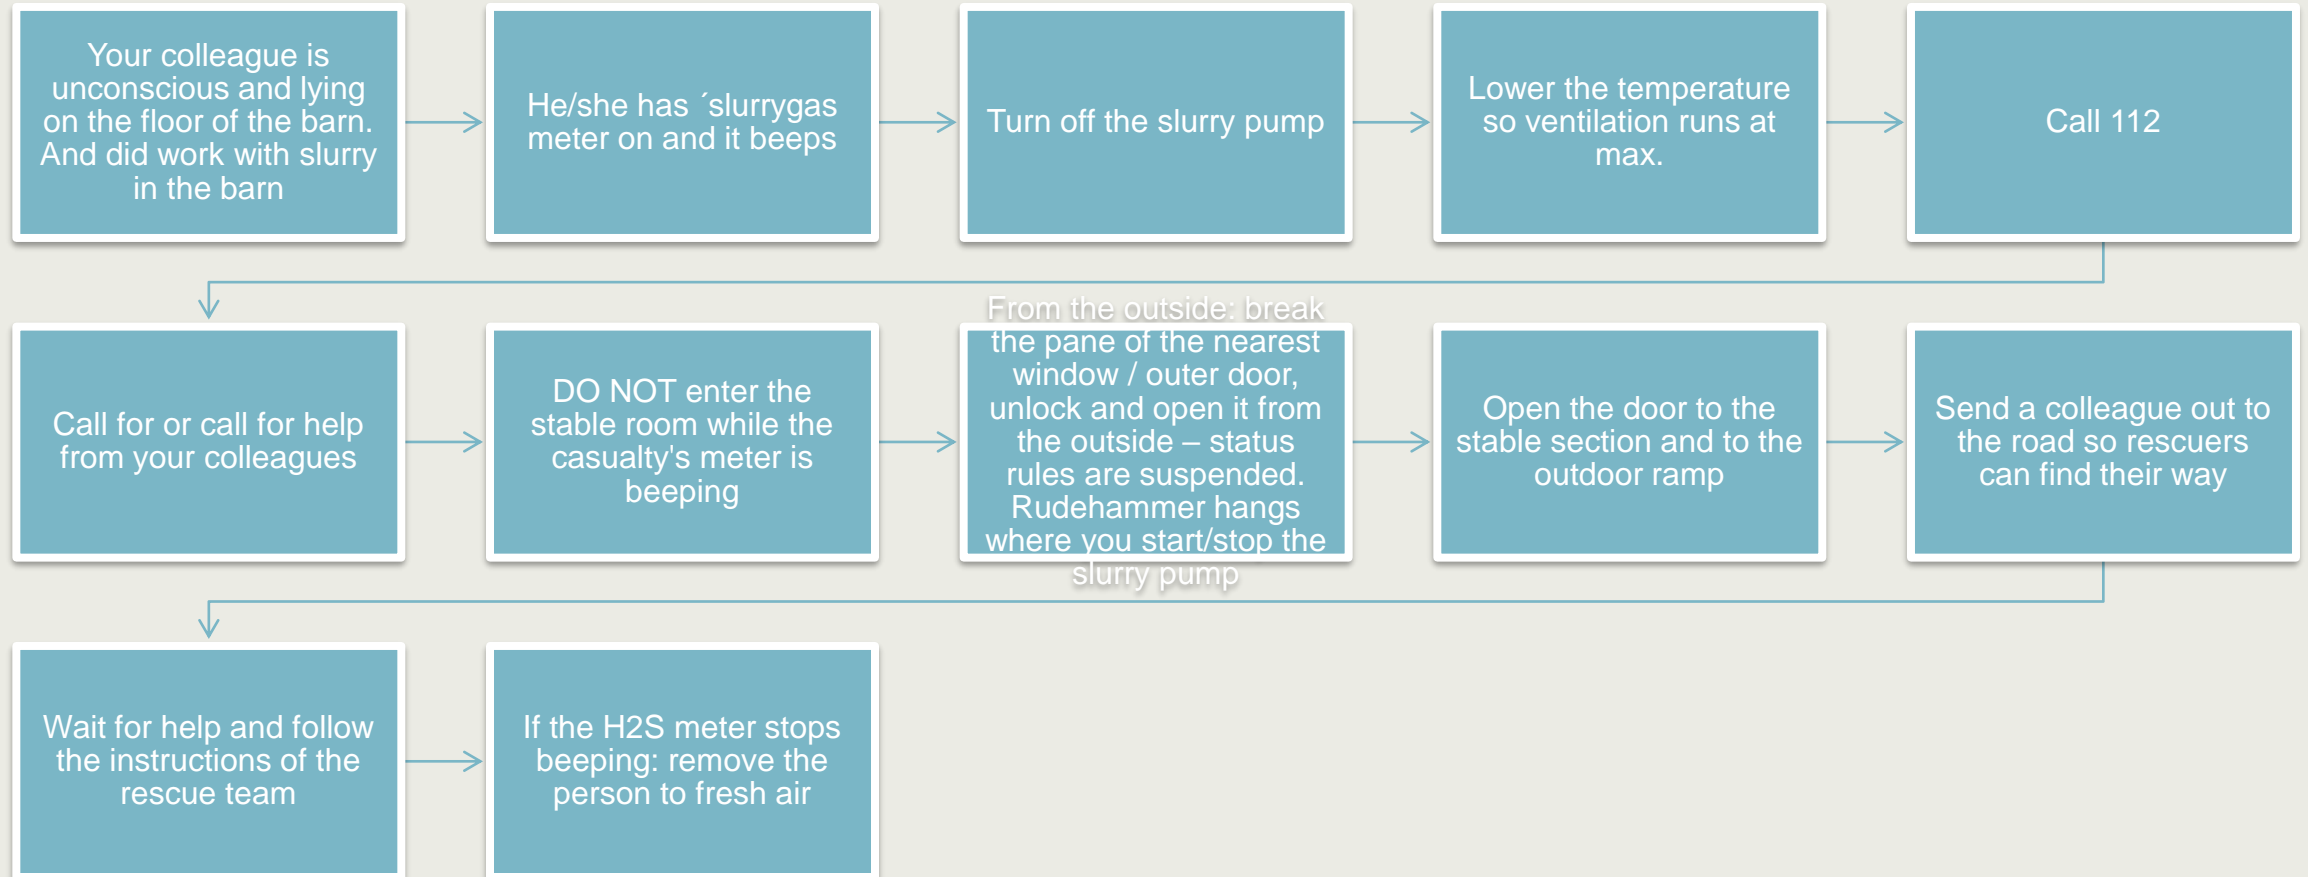 Your colleague is
unconscious and lying
on the floor of the barn.
And did work with slurry
in the barn
He/she has ´slurrygas
meter on and it beeps
Turn off the slurry pump
Lower the temperature
so ventilation runs at
max.
Call 112
Call for or call for help
from your colleagues
DO NOT enter the
stable room while the
casualty's meter is
beeping
From the outside: break
the pane of the nearest
window / outer door,
unlock and open it from
the outside – status
rules are suspended.
Rudehammer hangs
where you start/stop the
slurry pump
Open the door to the
stable section and to the
outdoor ramp
Send a colleague out to
the road so rescuers
can find their way
Wait for help and follow
the instructions of the
rescue team
If the H2S meter stops
beeping: remove the
person to fresh air